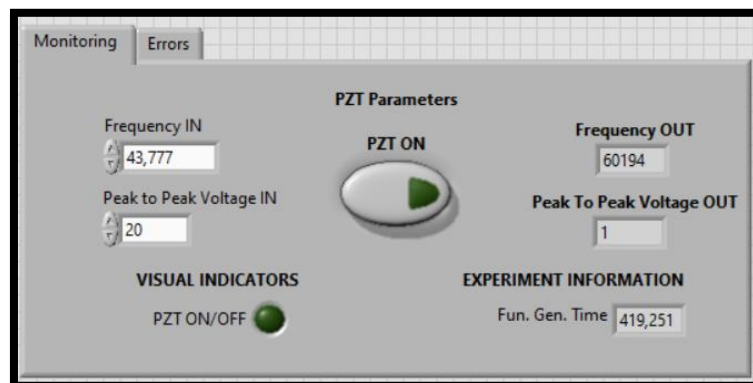 Monitoring
Errors
PZT Parameters
Frequency IN
43,777
PZT ON
Frequency OUT
60194
Peak to Peak Voltage IN
20
Peak To Peak Voltage OUT
1
VISUAL INDICATORS
EXPERIMENT INFORMATION
PZT ON/OFF
Fun. Gen. Time
419,251